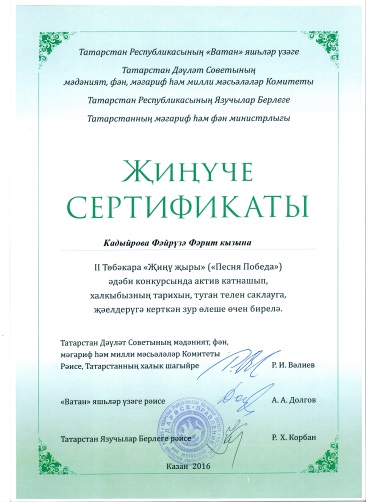 Татарстан Республикасының «Ватан» яшьләр үзәге
Татарстан Дәүләт Советының
мәдәният, фән, мәгариф һәм милли мәсьәләләр Комитеты
Татарстан Республикасының Язучылар Берлеге
Татарстанның мәгариф һәм фән министрлыгы
ҖИҢҮЧЕ
СЕРТИФИКАТЫ
Кадыйрова Фәйрүзә Фәрит кызына
II Төбәкара «Җиңү җыры» («Песня Победа»)
әдәби конкурсында актив катнашып,
халкыбызның тарихын, туган телен саклауга,
җәелдерүгә керткән зур өлеше өчен бирелә.
Татарстан Дәүләт Советының мәдәният, фән,
мәгариф һәм милли мәсьәләләр Комитеты
Рәисе, Татарстанның халык шагыйре Р. И. Вәлиев
«Ватан» яшьләр үзәге рәисе А. А. Долгов
Татарстан Язучылар Берлеге рәисе Р. Х. Корбан
Казан 2016